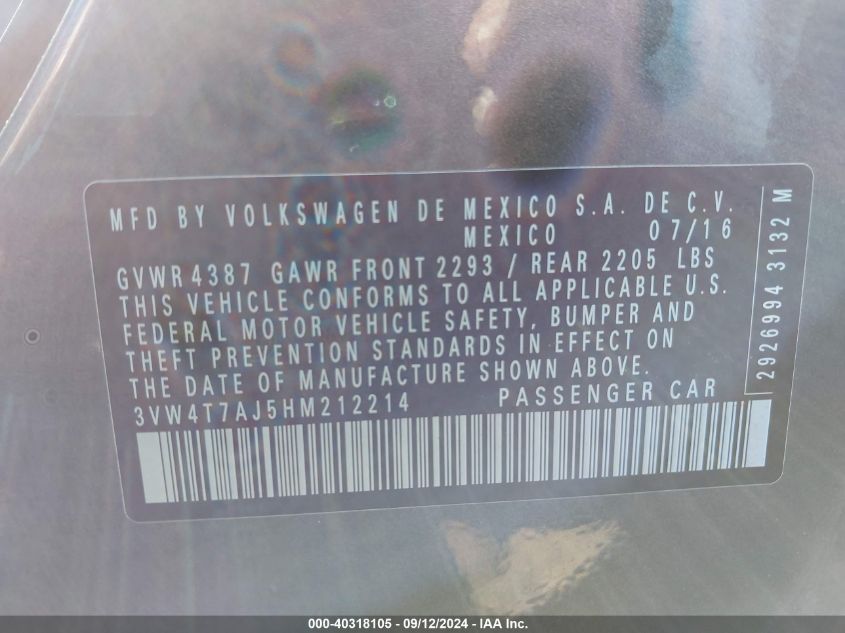 MFD BY VOLKSWAGEN DE MEXICO S.A. DE C.V.
MEXICO 07/16
GVWR 4387 GAWR FRONT 2293 / REAR 2205 LBS
THIS VEHICLE CONFORMS TO ALL APPLICABLE U.S.
FEDERAL MOTOR VEHICLE SAFETY, BUMPER AND
THEFT PREVENTION STANDARDS IN EFFECT ON
THE DATE OF MANUFACTURE SHOWN ABOVE.
3VW4T7AJ5HM212214 PASSENGER CAR
2926994 3132 M
000-40318105 - 09/12/2024 - IAA Inc.